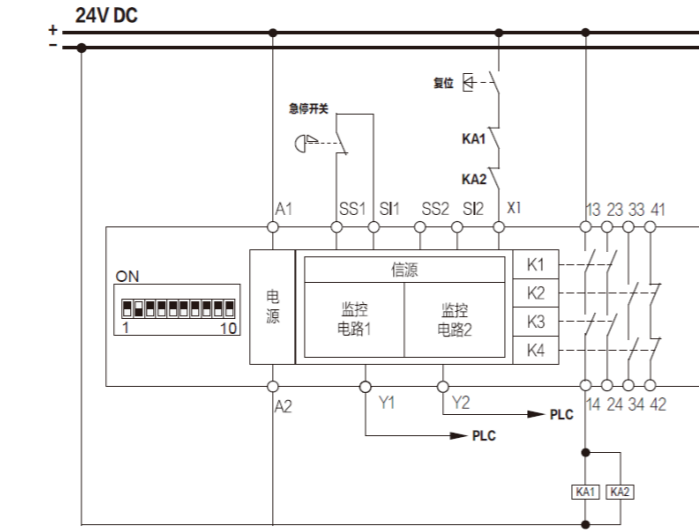 24V DC
+
−
复位
急停开关
KA1
KA2
A1 SS1 SI1 SS2 SI2 X1 13 23 33 41
ON
1 10
电源
信源
监控电路1
监控电路2
K1
K2
K3
K4
A2 Y1 Y2 14 24 34 42
PLC
PLC
KA1 KA2